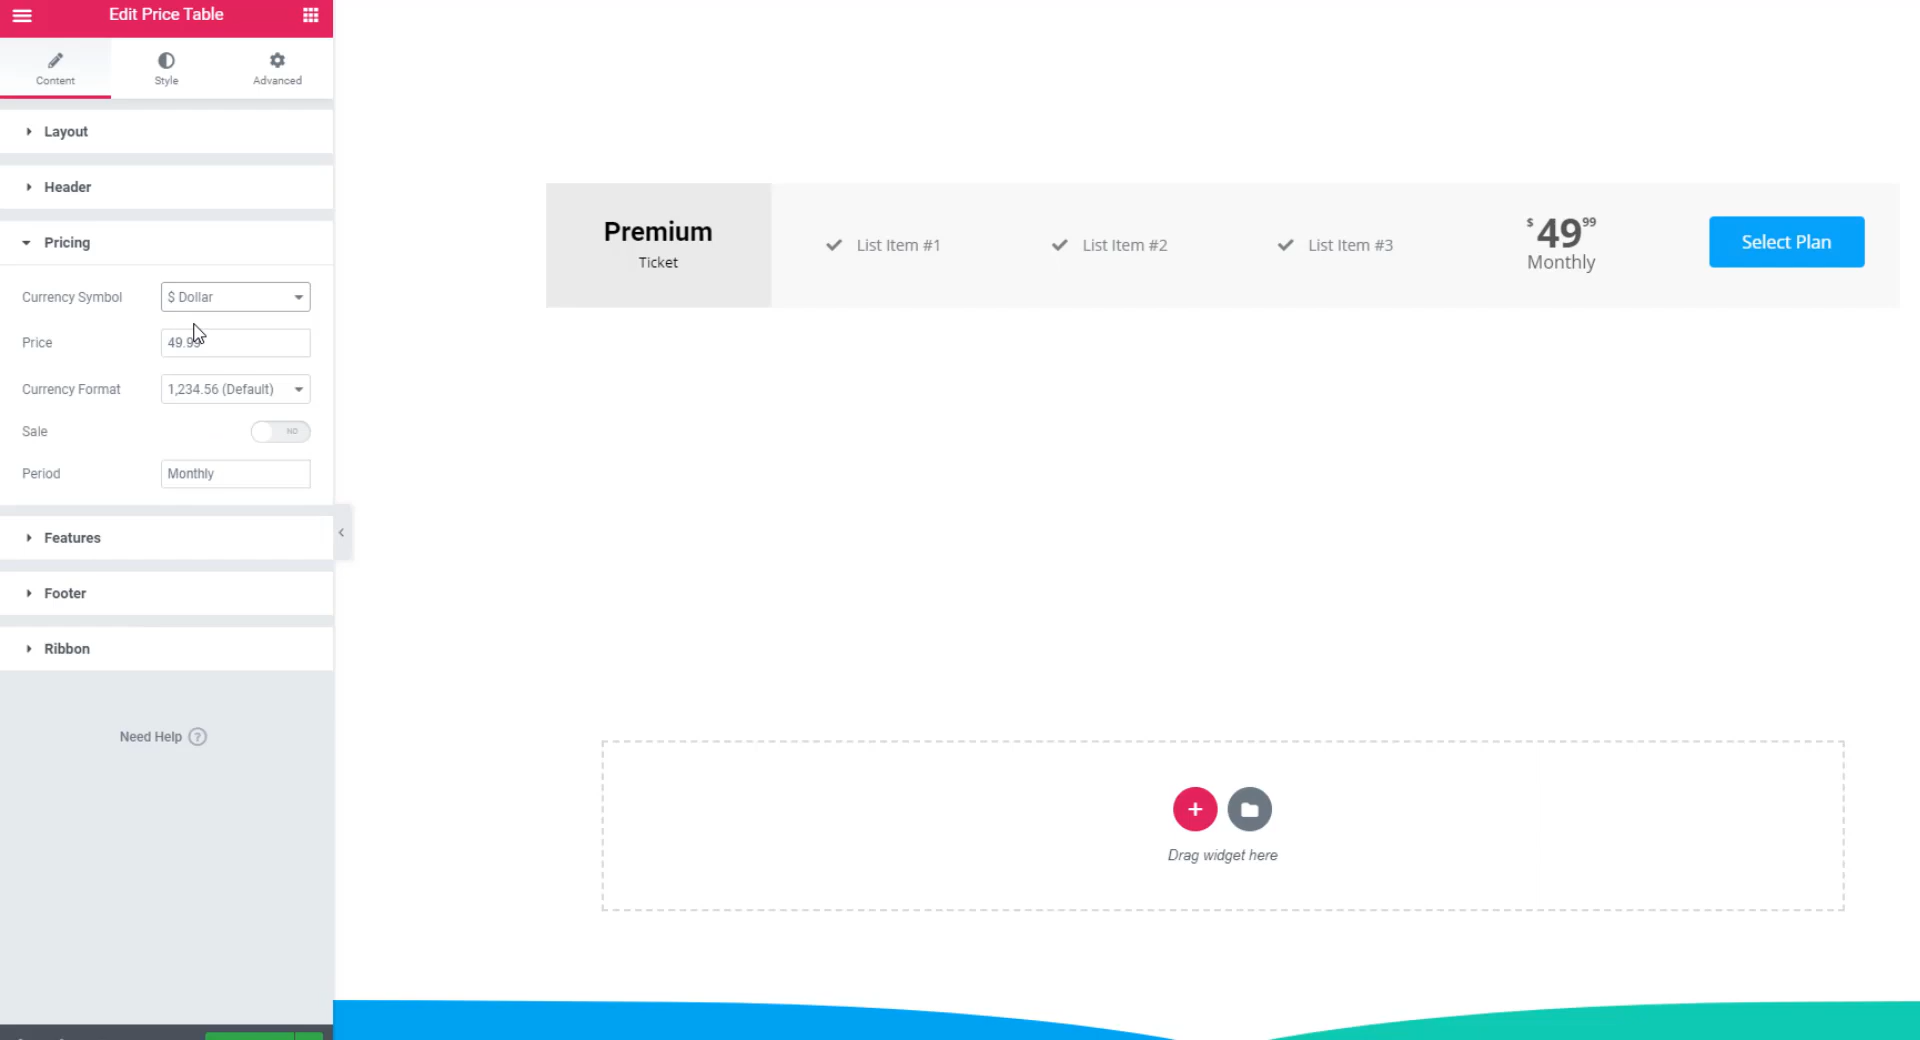 Edit Price Table
Content
Style
Advanced
Layout
Header
Pricing
Currency Symbol
$ Dollar
Price
49.99
Currency Format
1,234.56 (Default)
Sale
NO
Period
Monthly
Features
Footer
Ribbon
Need Help ?
Premium
Ticket
List Item #1
List Item #2
List Item #3
$ 49 99
Monthly
Select Plan
Drag widget here